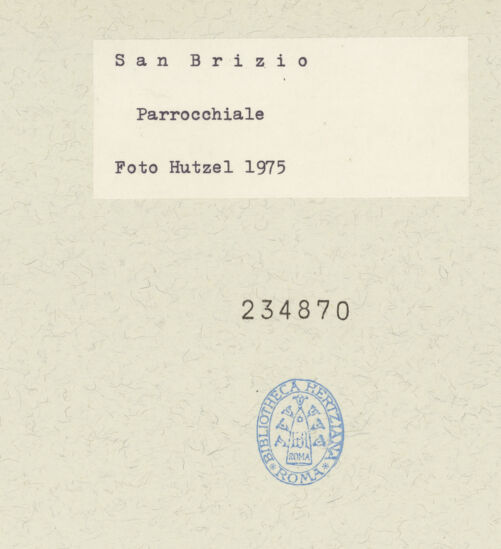 San Brizio
Parrocchiale
Foto Hutzel 1975
234870
BIBLIOTHECA HERTZIANA
ROMA
*ROMA*